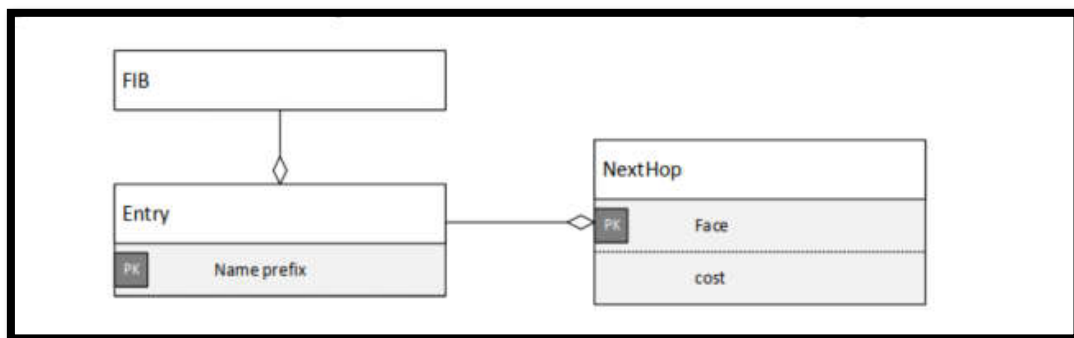 FIB
Entry
PK Name prefix
NextHop
PK Face
cost